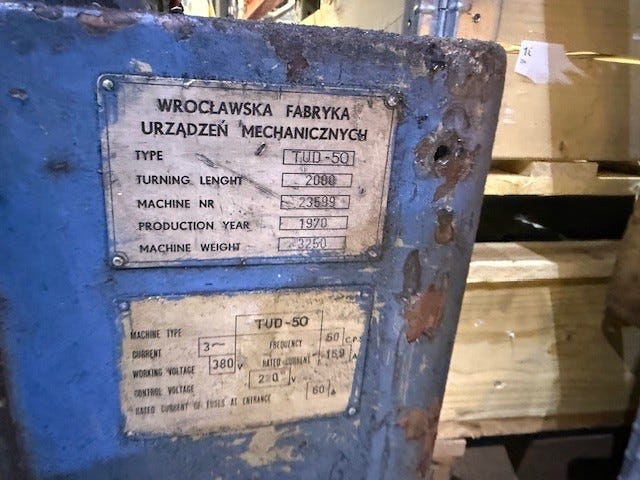 WROCŁAWSKA FABRYKA
URZĄDZEŃ MECHANICZNYCH
TYPE TUD-50
TURNING LENGHT 2000
MACHINE NR 23599
PRODUCTION YEAR 1970
MACHINE WEIGHT 3250
MACHINE TYPE TUD-50
CURRENT 3~ FREQUENCY 50 C.P.S
WORKING VOLTAGE 380 V RATED CURRENT A
CONTROL VOLTAGE 220 V
RATED CURRENT OF FUSES AT ENTRANCE 60 A